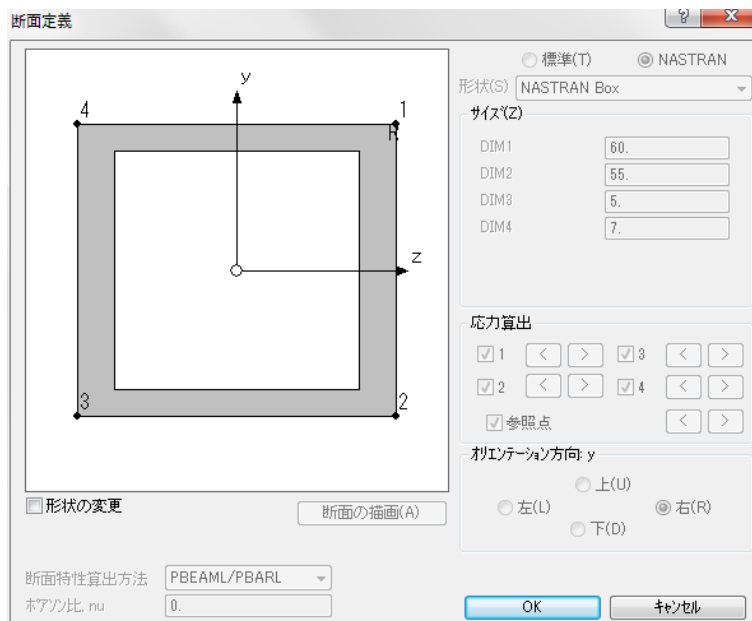 断面定義
標準(T) NASTRAN
形状(S) NASTRAN Box
サイズ(Z)
DIM1 60.
DIM2 55.
DIM3 5.
DIM4 7.
y
4 1
R
z
3 2
応力算出
1 < > 3 < >
2 < > 4 < >
参照点 < >
オリエンテーション方向: y
上(U)
左(L) 右(R)
下(D)
形状の変更 断面の描画(A)
断面特性算出方法 PBEAML/PBARL
ポアソン比, nu 0.
OK キャンセル